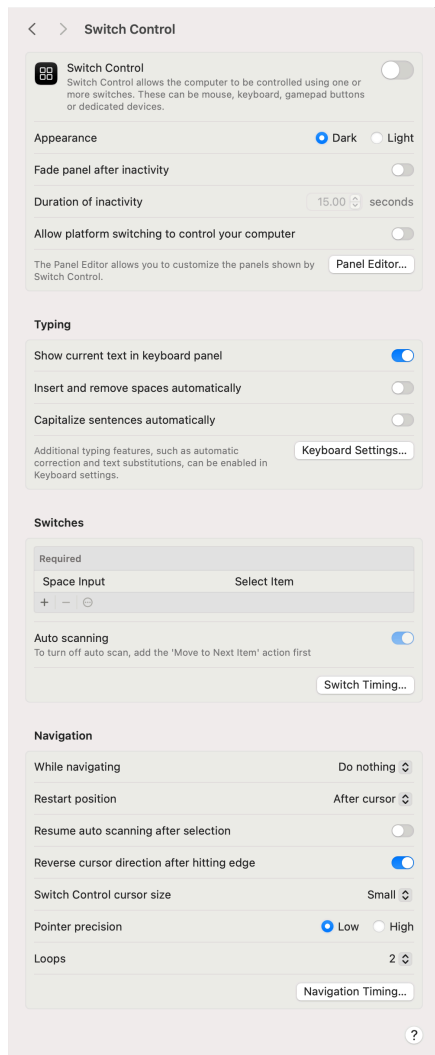 Switch Control
Switch Control
Switch Control allows the computer to be controlled using one or
more switches. These can be mouse, keyboard, gamepad buttons
or dedicated devices.
Appearance Dark Light
Fade panel after inactivity
Duration of inactivity 15.00 seconds
Allow platform switching to control your computer
The Panel Editor allows you to customize the panels shown by
Switch Control.
Panel Editor...
Typing
Show current text in keyboard panel
Insert and remove spaces automatically
Capitalize sentences automatically
Additional typing features, such as automatic
correction and text substitutions, can be enabled in
Keyboard settings.
Keyboard Settings...
Switches
Required
Space Input Select Item
Auto scanning
To turn off auto scan, add the 'Move to Next Item' action first
Switch Timing...
Navigation
While navigating Do nothing
Restart position After cursor
Resume auto scanning after selection
Reverse cursor direction after hitting edge
Switch Control cursor size Small
Pointer precision Low High
Loops 2
Navigation Timing...
?